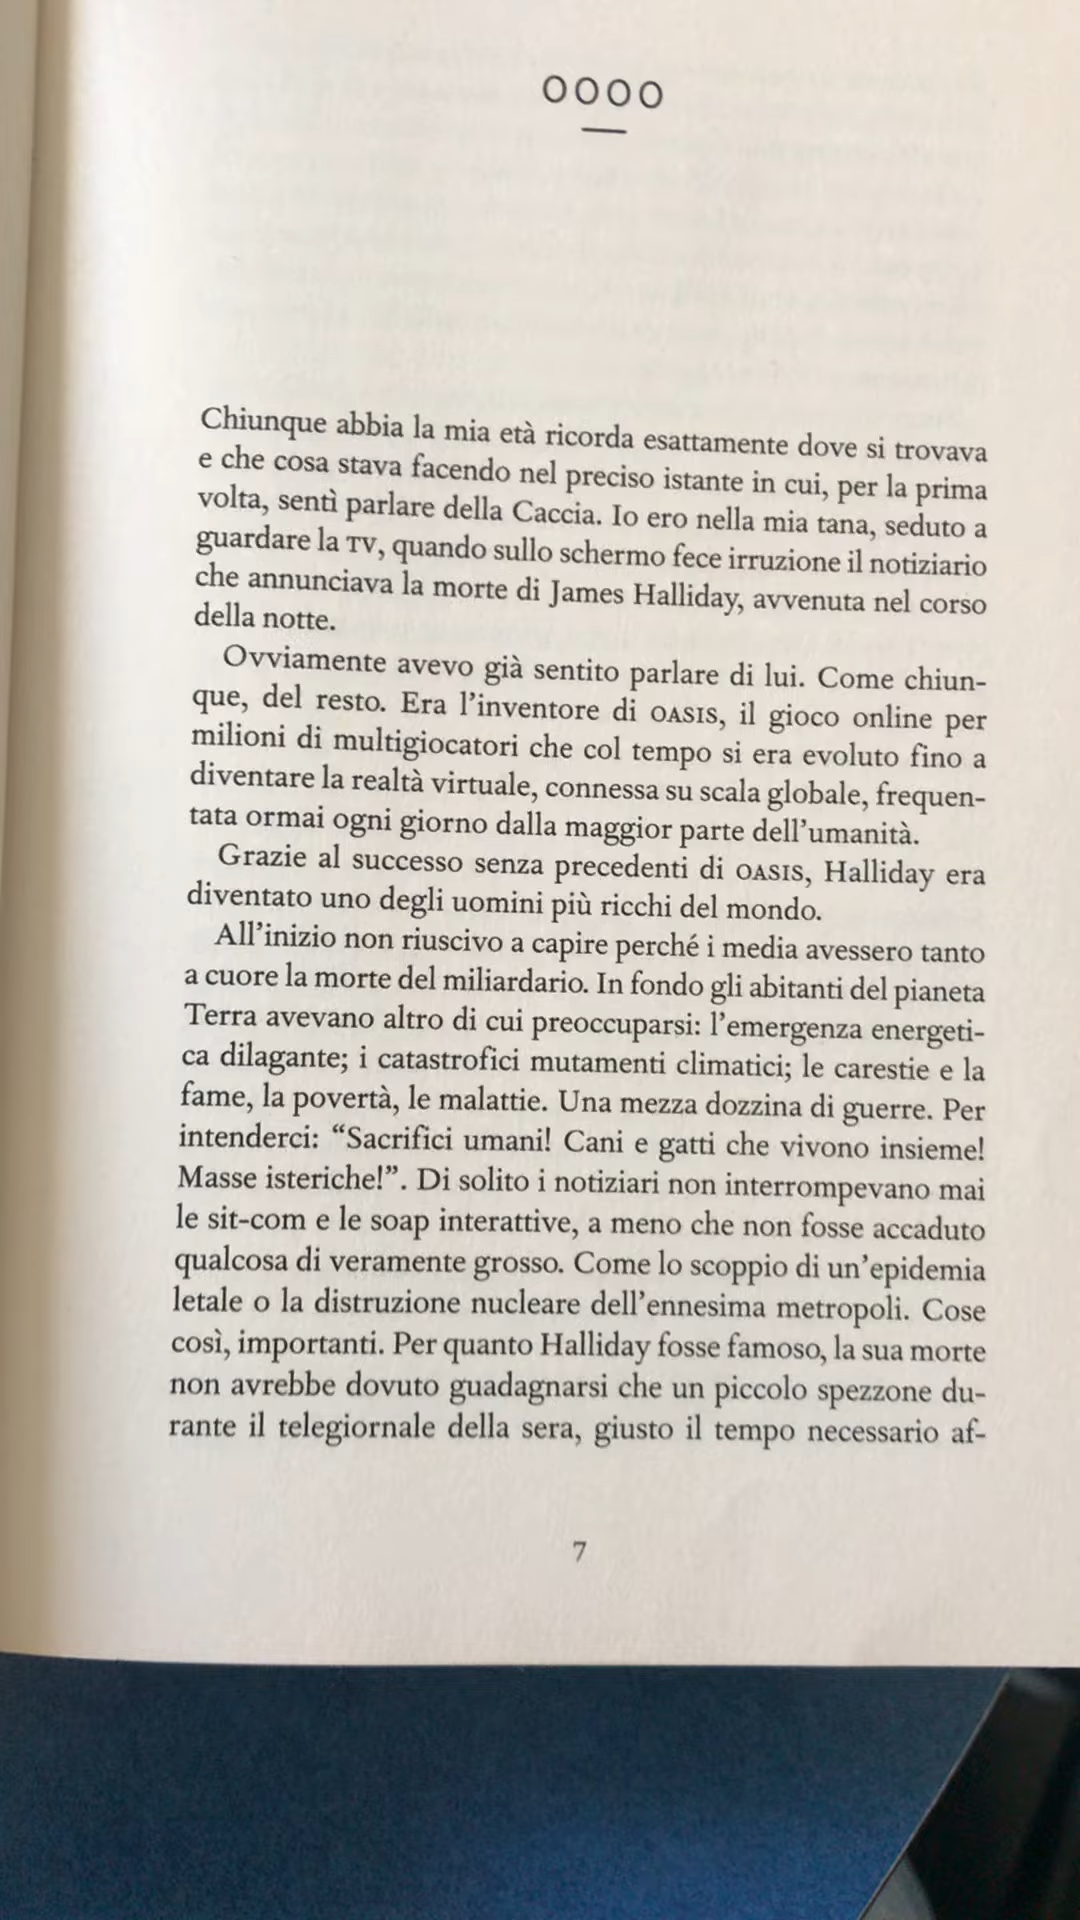 0000
Chiunque abbia la mia età ricorda esattamente dove si trovava
e che cosa stava facendo nel preciso istante in cui, per la prima
volta, sentì parlare della Caccia. Io ero nella mia tana, seduto a
guardare la TV, quando sullo schermo fece irruzione il notiziario
che annunciava la morte di James Halliday, avvenuta nel corso
della notte.
Ovviamente avevo già sentito parlare di lui. Come chiun-
que, del resto. Era l'inventore di OASIS, il gioco online per
milioni di multigiocatori che col tempo si era evoluto fino a
diventare la realtà virtuale, connessa su scala globale, frequen-
tata ormai ogni giorno dalla maggior parte dell'umanità.
Grazie al successo senza precedenti di OASIS, Halliday era
diventato uno degli uomini più ricchi del mondo.
All'inizio non riuscivo a capire perché i media avessero tanto
a cuore la morte del miliardario. In fondo gli abitanti del pianeta
Terra avevano altro di cui preoccuparsi: l'emergenza energeti-
ca dilagante; i catastrofici mutamenti climatici; le carestie e la
fame, la povertà, le malattie. Una mezza dozzina di guerre. Per
intenderci: “Sacrifici umani! Cani e gatti che vivono insieme!
Masse isteriche!”. Di solito i notiziari non interrompevano mai
le sit-com e le soap interattive, a meno che non fosse accaduto
qualcosa di veramente grosso. Come lo scoppio di un'epidemia
letale o la distruzione nucleare dell'ennesima metropoli. Cose
così, importanti. Per quanto Halliday fosse famoso, la sua morte
non avrebbe dovuto guadagnarsi che un piccolo spezzone du-
rante il telegiornale della sera, giusto il tempo necessario af-
7